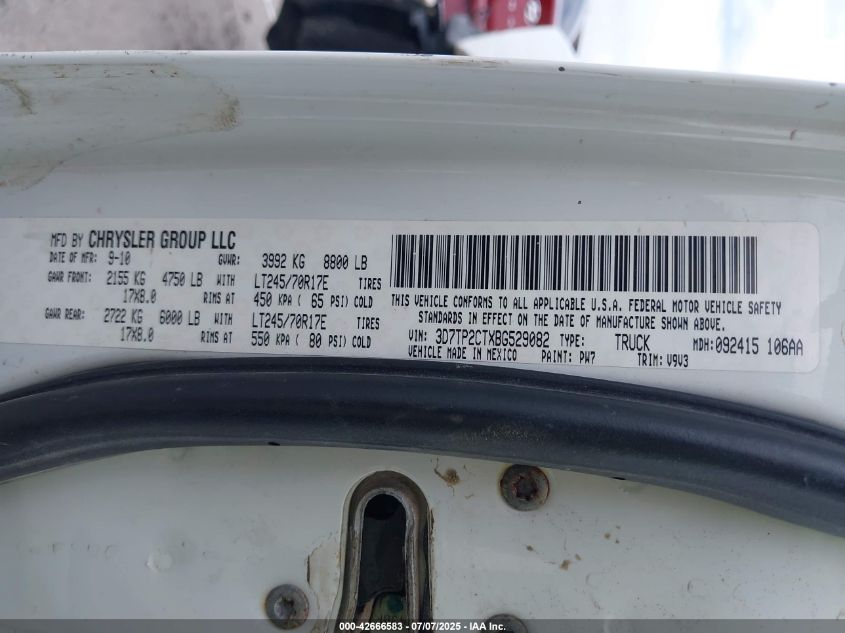 MFD BY CHRYSLER GROUP LLC
DATE OF MFR: 9-10 GVWR: 3992 KG 8800 LB
GAWR FRONT: 2155 KG 4750 LB WITH LT245/70R17E TIRES
17X8.0 RIMS AT 450 KPA ( 65 PSI) COLD
GAWR REAR: 2722 KG 6000 LB WITH LT245/70R17E TIRES
17X8.0 RIMS AT 550 KPA ( 80 PSI) COLD
THIS VEHICLE CONFORMS TO ALL APPLICABLE U.S.A. FEDERAL MOTOR VEHICLE SAFETY
STANDARDS IN EFFECT ON THE DATE OF MANUFACTURE SHOWN ABOVE.
VIN: 3D7TP2CTXBG529082 TYPE: TRUCK MDH: 092415 106AA
VEHICLE MADE IN MEXICO PAINT: PW7 TRIM: V9V3
000-42666583 - 07/07/2025 - IAA Inc.